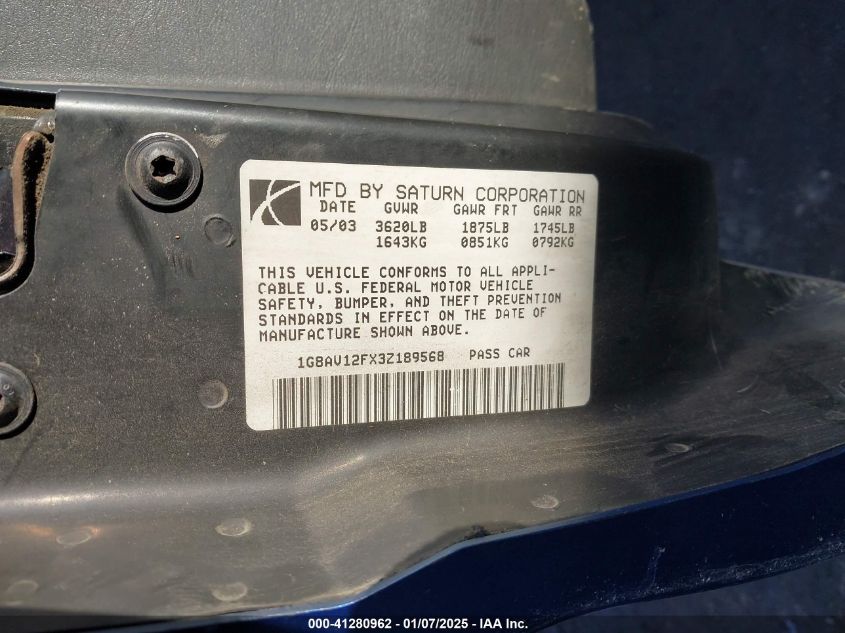 MFD BY SATURN CORPORATION
DATE GVWR GAWR FRT GAWR RR
05/03 3620LB 1875LB 1745LB
1643KG 0851KG 0792KG
THIS VEHICLE CONFORMS TO ALL APPLI-
CABLE U.S. FEDERAL MOTOR VEHICLE
SAFETY, BUMPER, AND THEFT PREVENTION
STANDARDS IN EFFECT ON THE DATE OF
MANUFACTURE SHOWN ABOVE.
1G8AV12FX3Z189568 PASS CAR
000-41280962 - 01/07/2025 - IAA Inc.